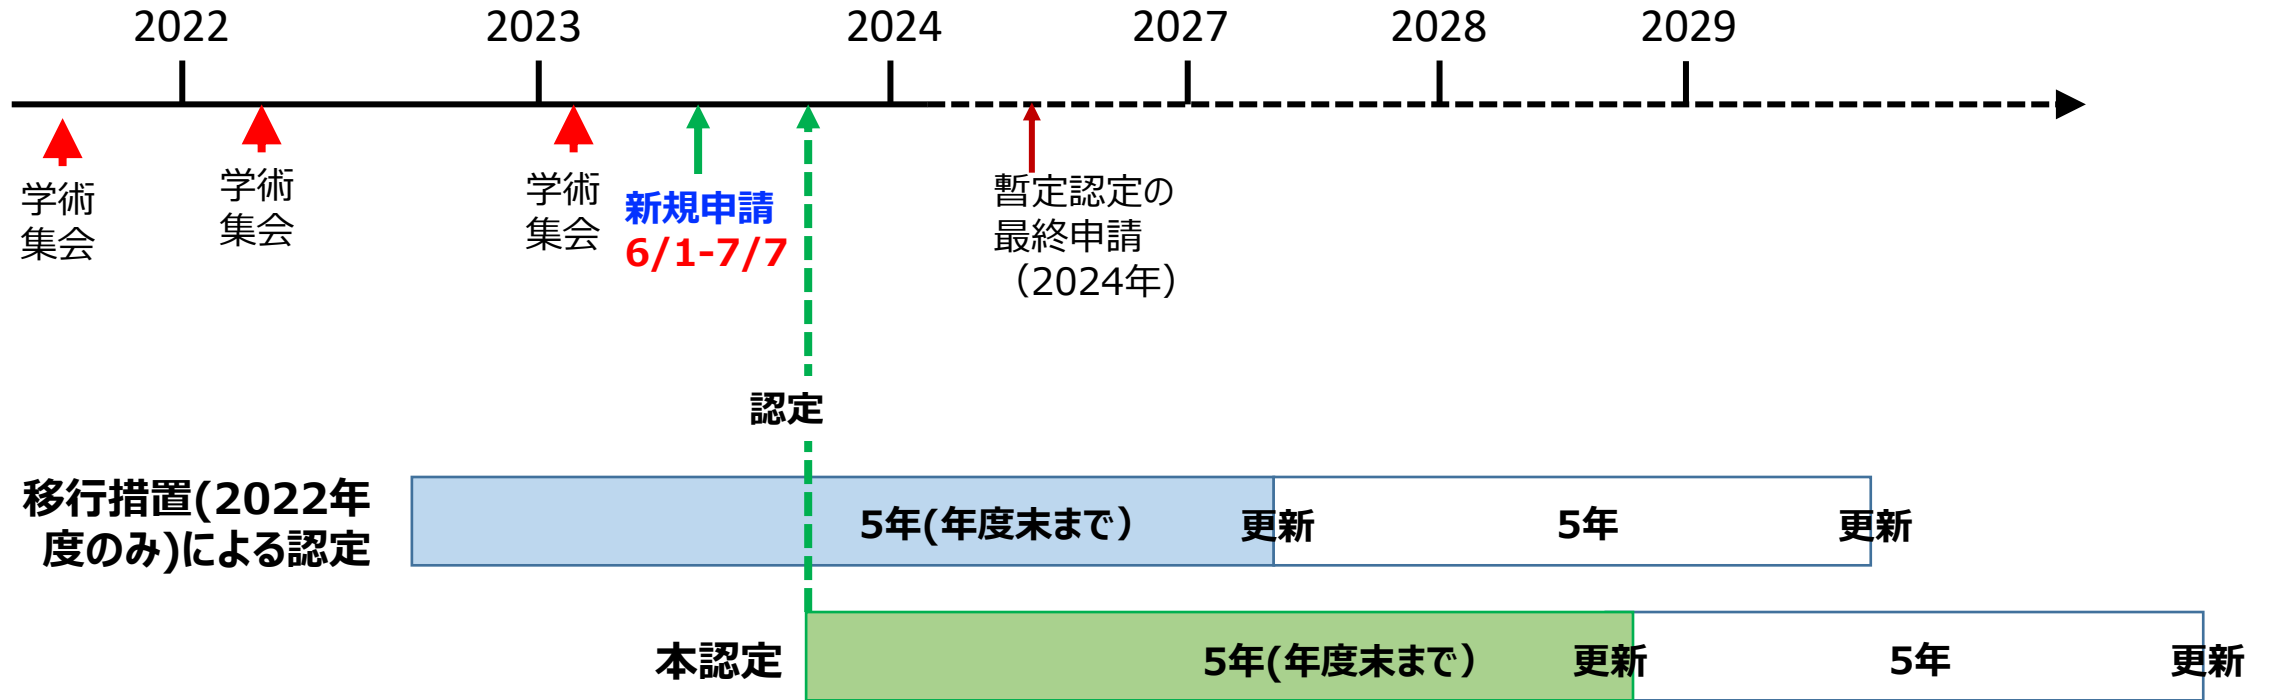 2022
2023
2024
2027
2028
2029
学術
集会
学術
集会
学術
集会
新規申請
6/1-7/7
暫定認定の
最終申請
（2024年）
認定
移行措置(2022年
度のみ)による認定
5年(年度末まで）
更新
5年
更新
本認定
5年(年度末まで）
更新
5年
更新